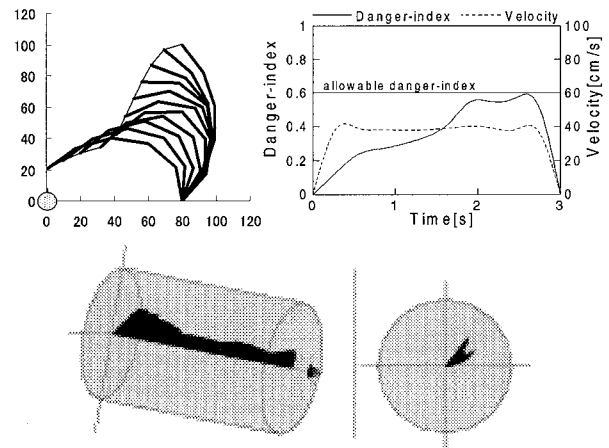 120
100
80
60
40
20
0
0 20 40 60 80 100 120
Danger-index Velocity
1
0.8
0.6
0.4
0.2
0
Danger-index
allowable danger-index
100
80
60
40
20
0
Velocity[cm/s]
0 1 2 3
Time[s]